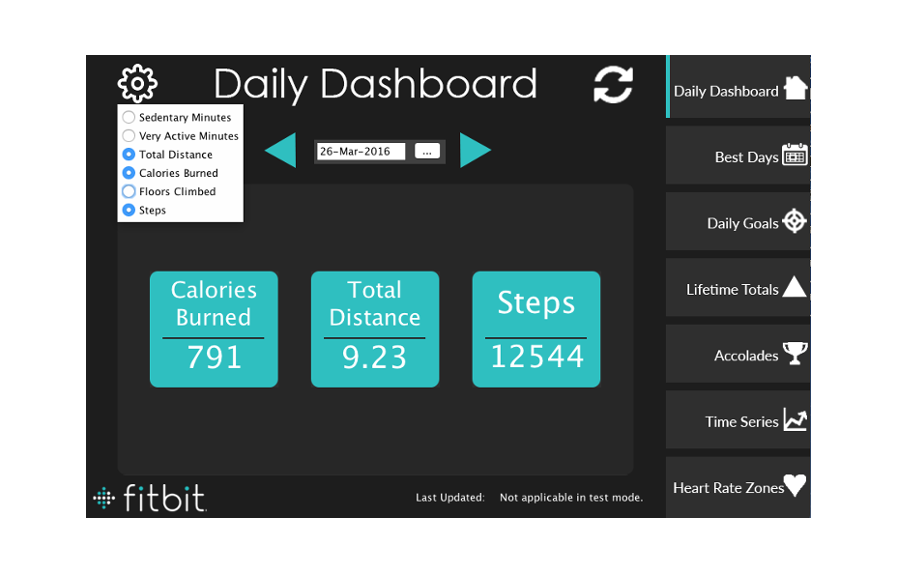 Daily Dashboard
Sedentary Minutes
Very Active Minutes
Total Distance
Calories Burned
Floors Climbed
Steps
26-Mar-2016
...
Calories
Burned
791
Total
Distance
9.23
Steps
12544
fitbit.
Last Updated: Not applicable in test mode.
Daily Dashboard
Best Days
Daily Goals
Lifetime Totals
Accolades
Time Series
Heart Rate Zones